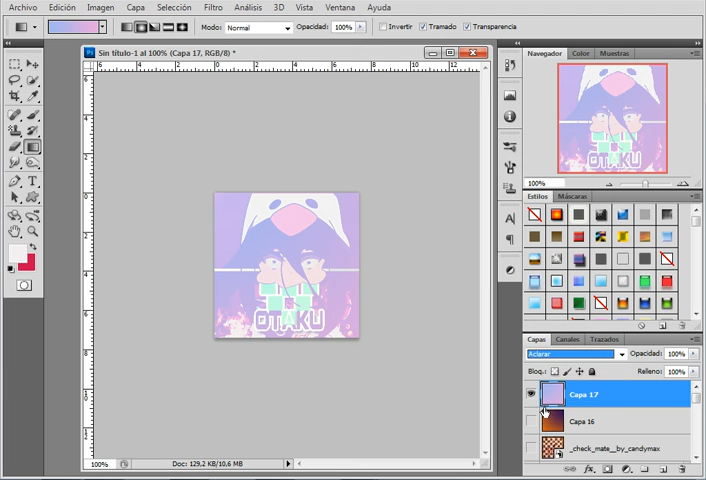 Archivo Edición Imagen Capa Selección Filtro Análisis 3D Vista Ventana Ayuda
Modo: Normal Opacidad: 100% Invertir Tramado Transparencia
Sin título-1 al 100% (Capa 17, RGB/8) *
Navegador Color Muestras
OTAKU
100%
Estilos Máscaras
OTAKU
Capas Canales Trazados
Aclarar Opacidad: 100%
Bloq.: Relleno: 100%
Capa 17
Capa 16
_check_mate__by_candymax
100% Doc: 129,2 KB/10,6 MB